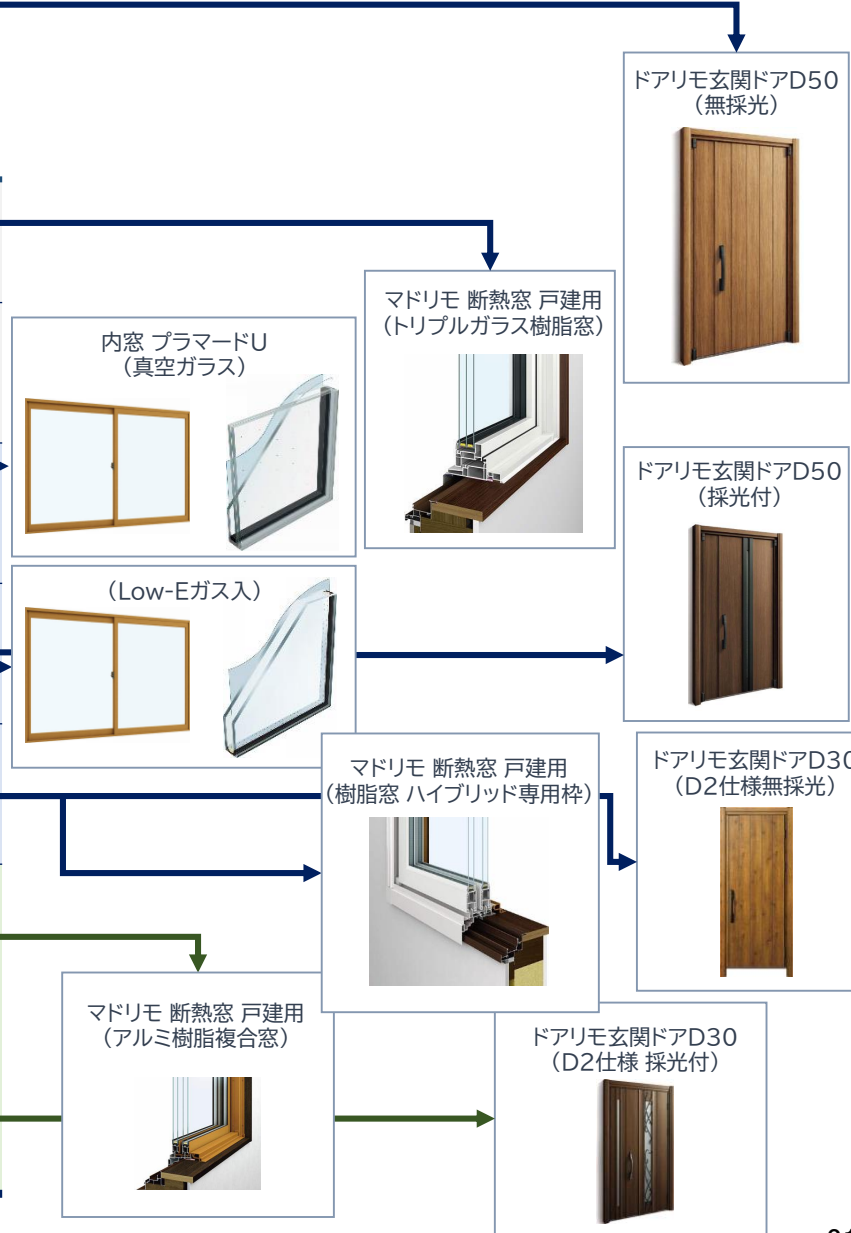 ドアリモ玄関ドアD50
(無採光)
マドリモ 断熱窓 戸建用
(トリプルガラス樹脂窓)
内窓 プラマードU
(真空ガラス)
ドアリモ玄関ドアD50
(採光付)
(Low-Eガス入)
マドリモ 断熱窓 戸建用
(樹脂窓 ハイブリッド専用枠)
ドアリモ玄関ドアD30
(D2仕様無採光)
マドリモ 断熱窓 戸建用
(アルミ樹脂複合窓)
ドアリモ玄関ドアD30
(D2仕様 採光付)